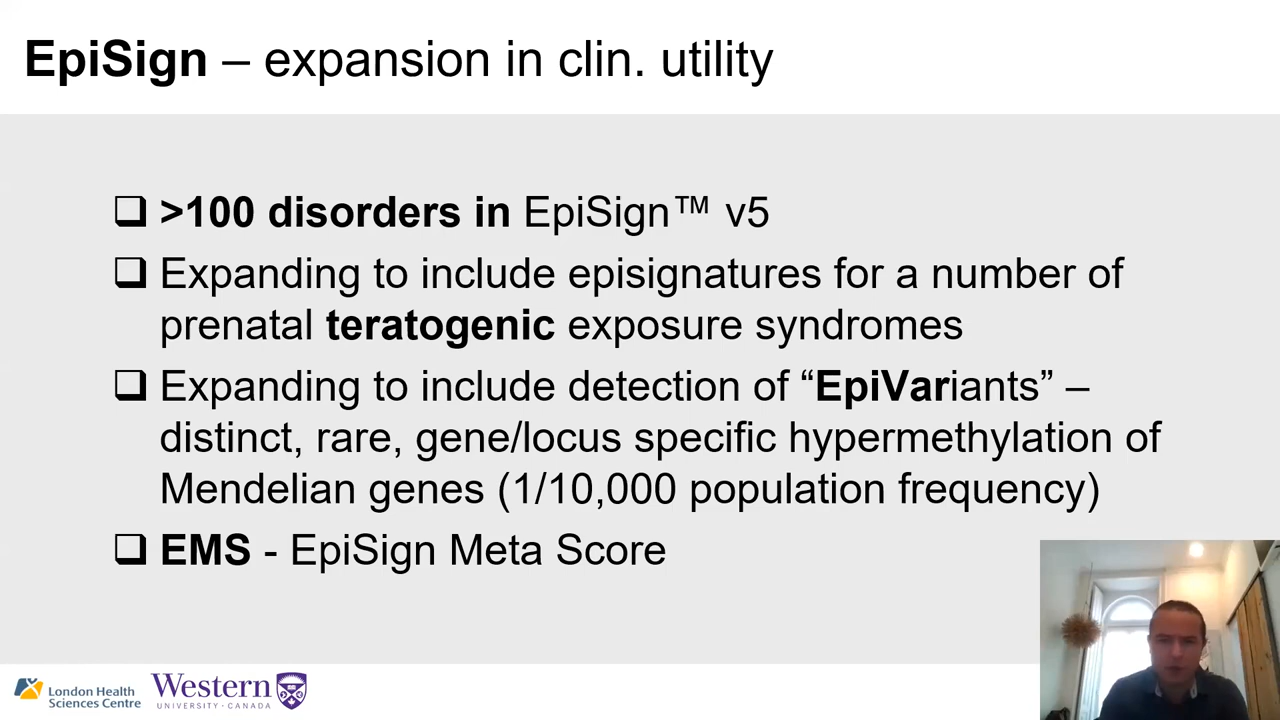 EpiSign – expansion in clin. utility
❑ >100 disorders in EpiSign™ v5
❑ Expanding to include episignatures for a number of
prenatal teratogenic exposure syndromes
❑ Expanding to include detection of “EpiVariants” –
distinct, rare, gene/locus specific hypermethylation of
Mendelian genes (1/10,000 population frequency)
❑ EMS - EpiSign Meta Score
London Health
Sciences Centre
Western
UNIVERSITY · CANADA